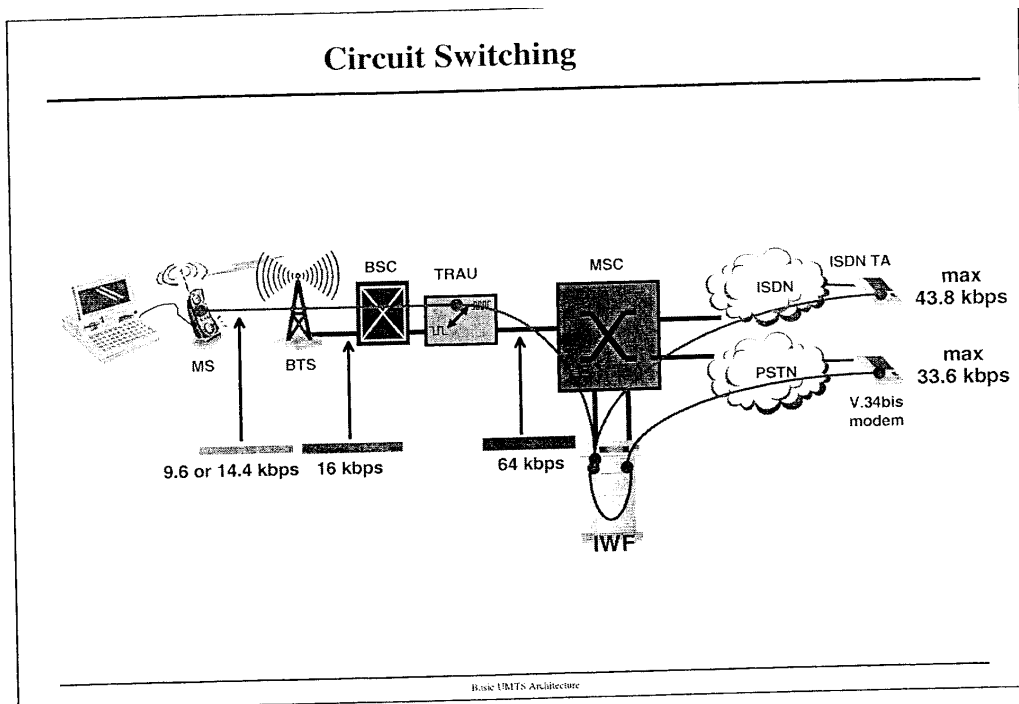 Circuit Switching
BSC
TRAU
MSC
ISDN TA
ISDN
max
43.8 kbps
MS
BTS
PSTN
max
33.6 kbps
V.34bis
modem
9.6 or 14.4 kbps
16 kbps
64 kbps
IWF
Basic UMTS Architecture